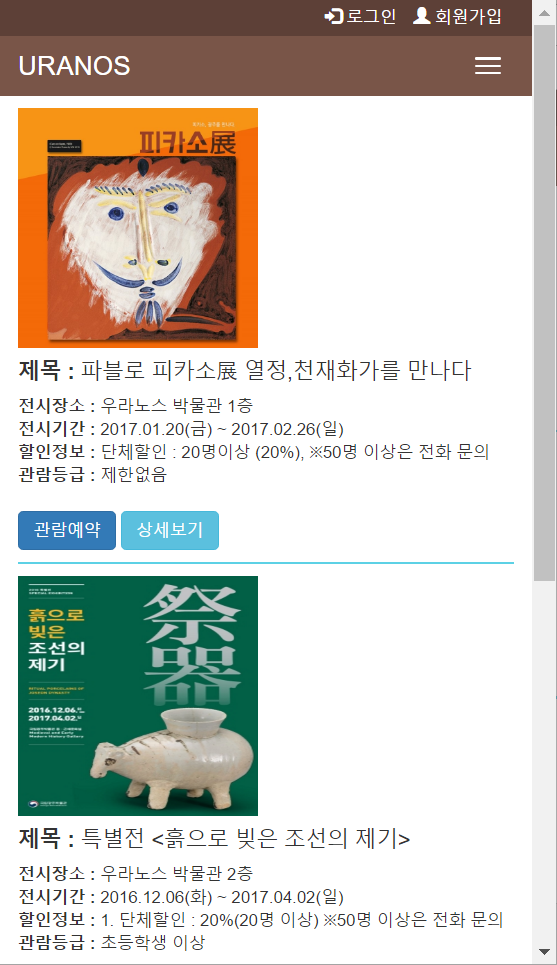 로그인 회원가입
URANOS
피카소展
제목 : 파블로 피카소展 열정,천재화가를 만나다
전시장소 : 우라노스 박물관 1층
전시기간 : 2017.01.20(금) ~ 2017.02.26(일)
할인정보 : 단체할인 : 20명이상 (20%), ※50명 이상은 전화 문의
관람등급 : 제한없음
관람예약 상세보기
祭器
흙으로
빚은
조선의
제기
RITUAL PORCELAINS OF
JOSEON DYNASTY
2016.12.06.
2017.04.02.
제목 : 특별전 <흙으로 빚은 조선의 제기>
전시장소 : 우라노스 박물관 2층
전시기간 : 2016.12.06(화) ~ 2017.04.02(일)
할인정보 : 1. 단체할인 : 20%(20명 이상) ※50명 이상은 전화 문의
관람등급 : 초등학생 이상